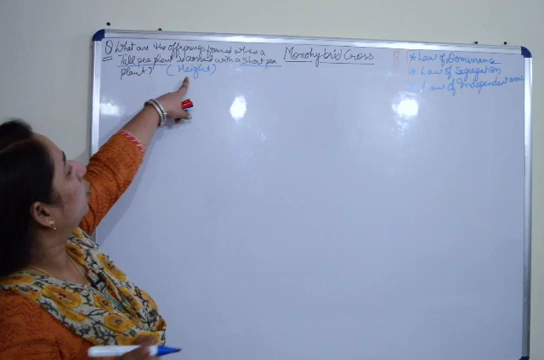 Q What are the offsprings formed when a
Tall pea plant is crossed with a Short pea
plant?
(Height)
Monohybrid Cross
* Law of Dominance
* Law of Segregation
Law of Independent